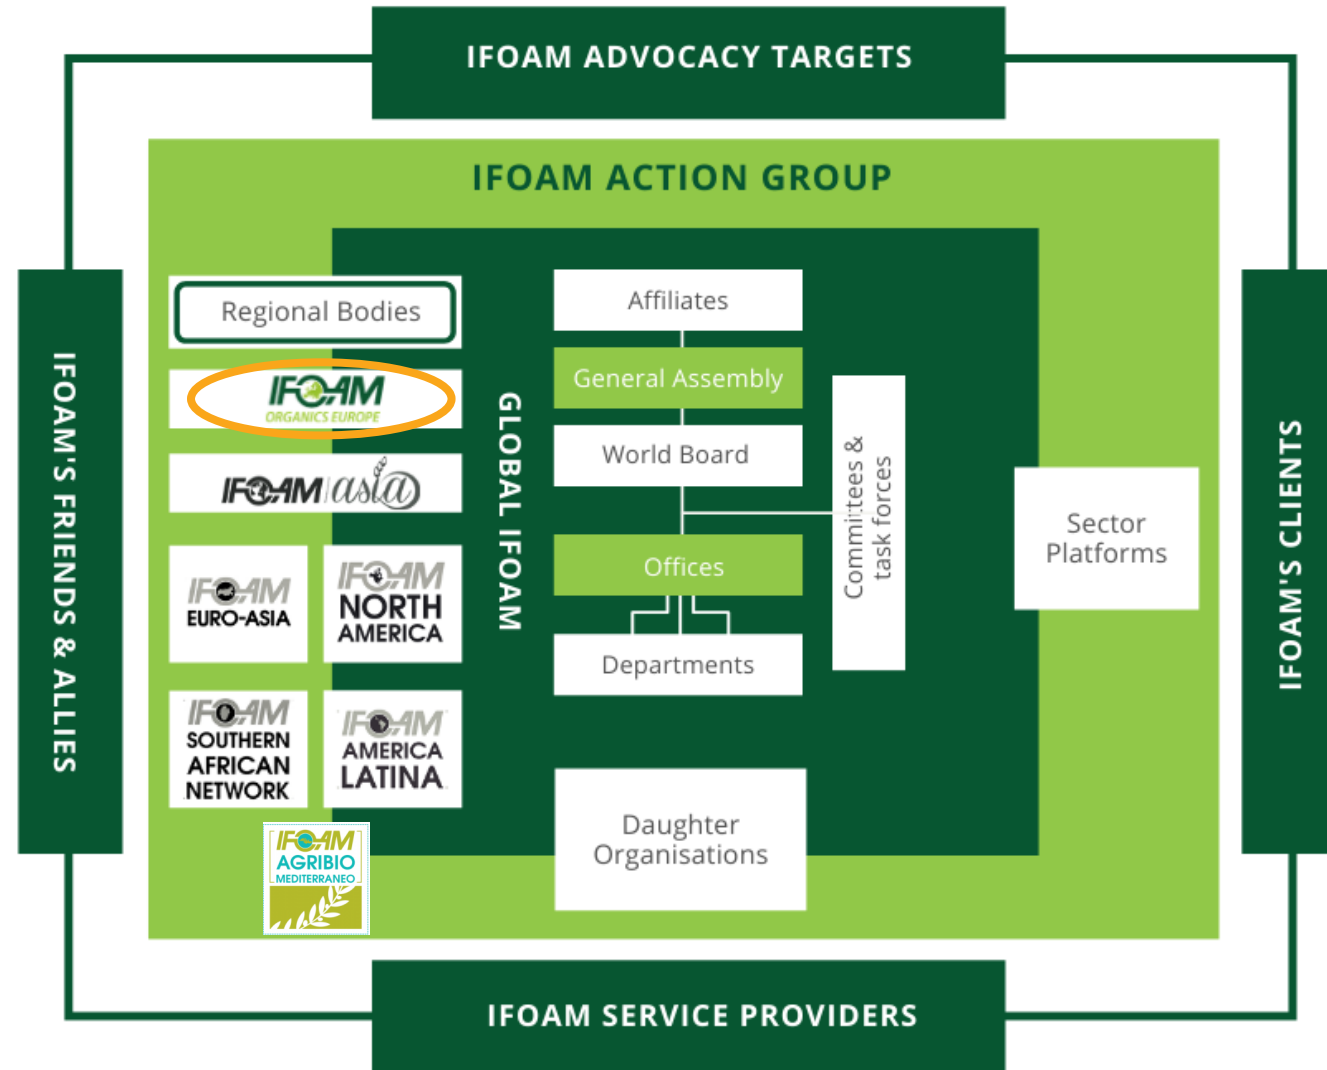 IFOAM ADVOCACY TARGETS
IFOAM ACTION GROUP
IFOAM'S FRIENDS & ALLIES
Regional Bodies
IFOAM
ORGANICS EUROPE
IFOAM asia
IFOAM
EURO-ASIA
IFOAM
NORTH
AMERICA
IFOAM
SOUTHERN
AFRICAN
NETWORK
IFOAM
AMERICA
LATINA
IFOAM
AGRIBIO
MEDITERRANEO
GLOBAL IFOAM
Affiliates
General Assembly
World Board
Offices
Departments
Committees &
task forces
Daughter
Organisations
Sector
Platforms
IFOAM'S CLIENTS
IFOAM SERVICE PROVIDERS